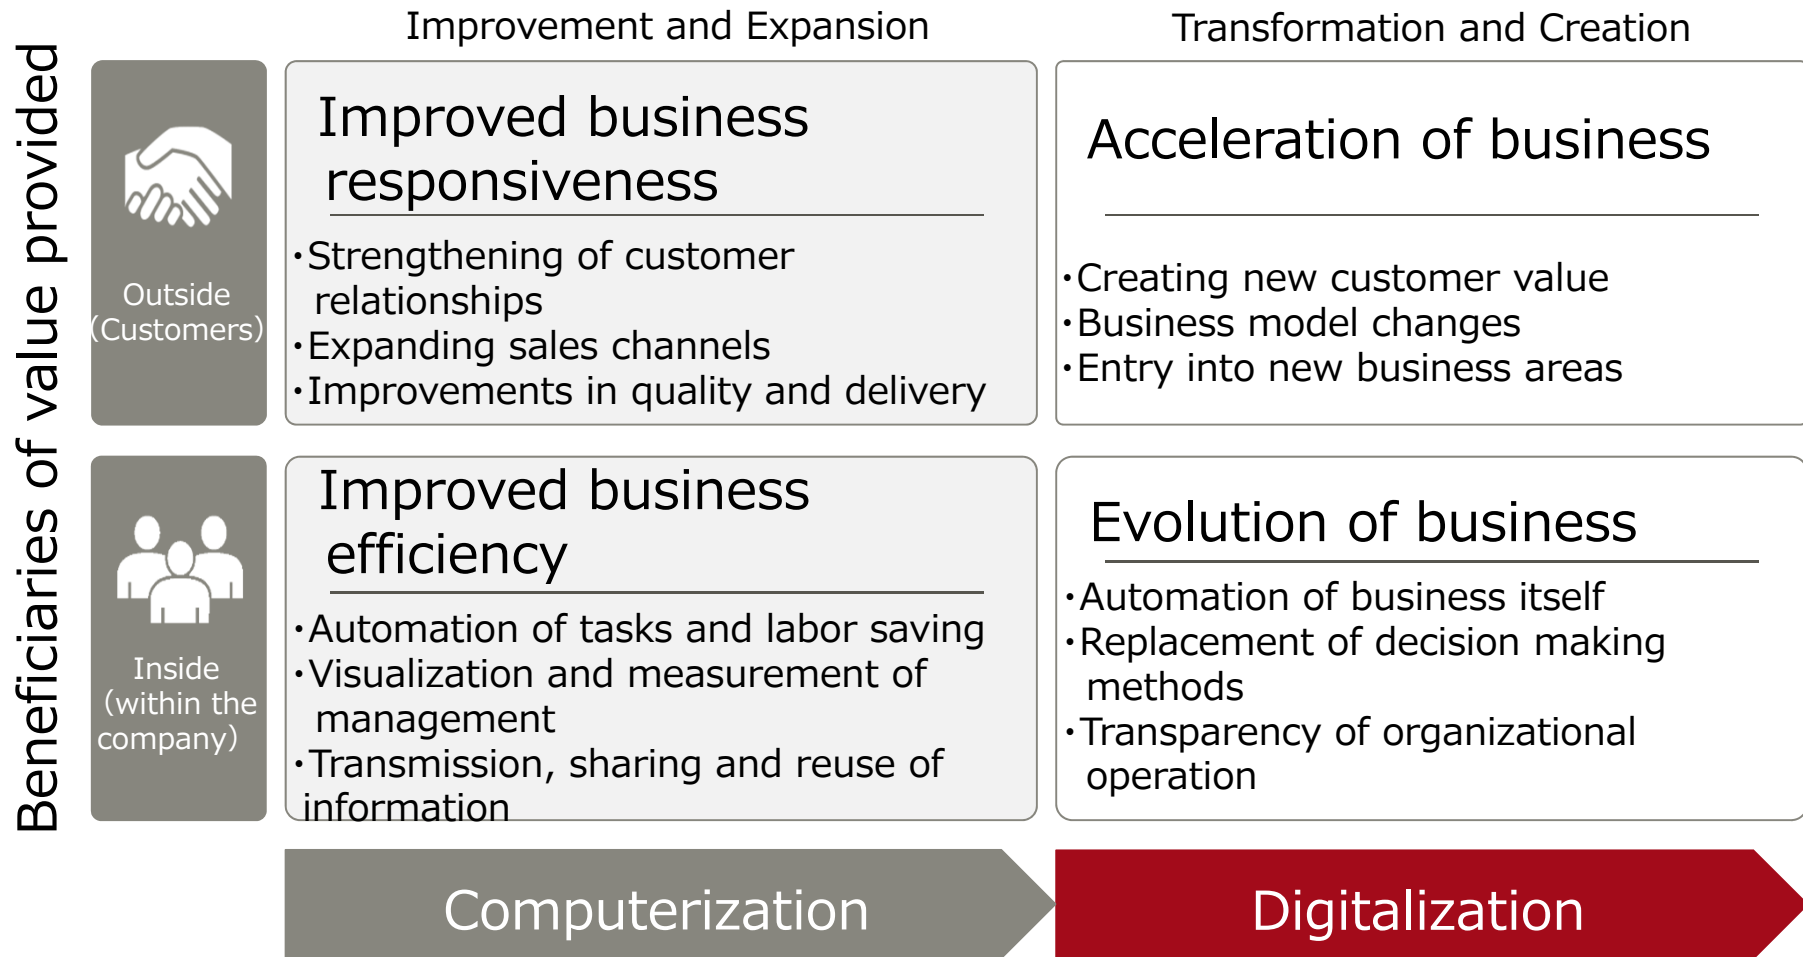 Improvement and Expansion
Transformation and Creation
Beneficiaries of value provided
Outside
(Customers)
Improved business
responsiveness
・Strengthening of customer
relationships
・Expanding sales channels
・Improvements in quality and delivery
Acceleration of business
・Creating new customer value
・Business model changes
・Entry into new business areas
Inside
(within the
company)
Improved business
efficiency
・Automation of tasks and labor saving
・Visualization and measurement of
management
・Transmission, sharing and reuse of
information
Evolution of business
・Automation of business itself
・Replacement of decision making
methods
・Transparency of organizational
operation
Computerization
Digitalization